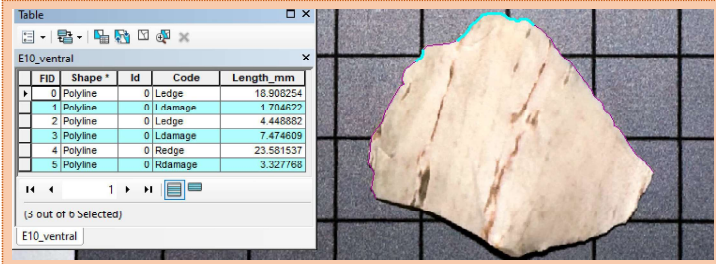 Table
E10_ventral
FID Shape * Id Code Length_mm
0 Polyline 0 Ledge 18.908254
1 Polyline 0 Ldamage 1.704622
2 Polyline 0 Ledge 4.448882
3 Polyline 0 Ldamage 7.474609
4 Polyline 0 Redge 23.581537
5 Polyline 0 Rdamage 3.327768
1
(3 out of 6 Selected)
E10_ventral